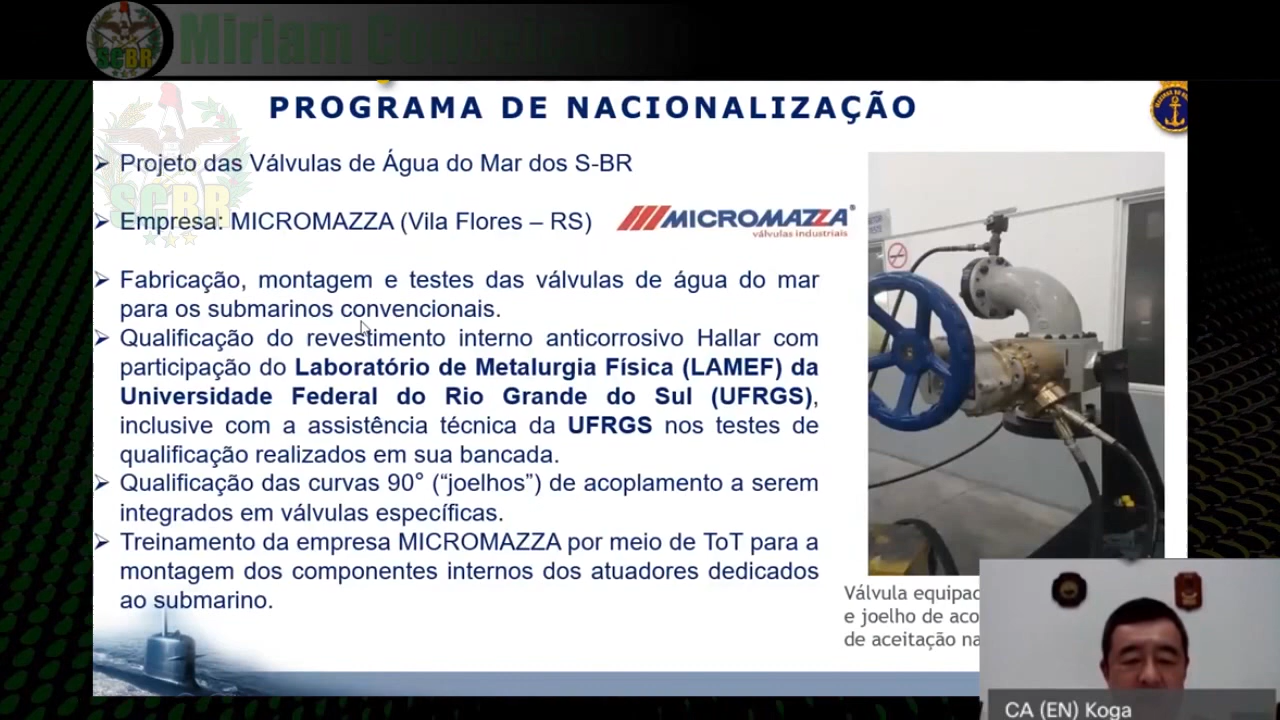 SCBR
Miriam
PROGRAMA DE NACIONALIZAÇÃO
SCBR
Projeto das Válvulas de Água do Mar dos S-BR
Empresa: MICROMAZZA (Vila Flores – RS)
MICROMAZZA®
válvulas industriais
Fabricação, montagem e testes das válvulas de água do mar
para os submarinos convencionais.
Qualificação do revestimento interno anticorrosivo Hallar com
participação do Laboratório de Metalurgia Física (LAMEF) da
Universidade Federal do Rio Grande do Sul (UFRGS),
inclusive com a assistência técnica da UFRGS nos testes de
qualificação realizados em sua bancada.
Qualificação das curvas 90° (“joelhos”) de acoplamento a serem
integrados em válvulas específicas.
Treinamento da empresa MICROMAZZA por meio de ToT para a
montagem dos componentes internos dos atuadores dedicados
ao submarino.
Válvula equipad
e joelho de aco
de aceitação na
CA (EN) Koga